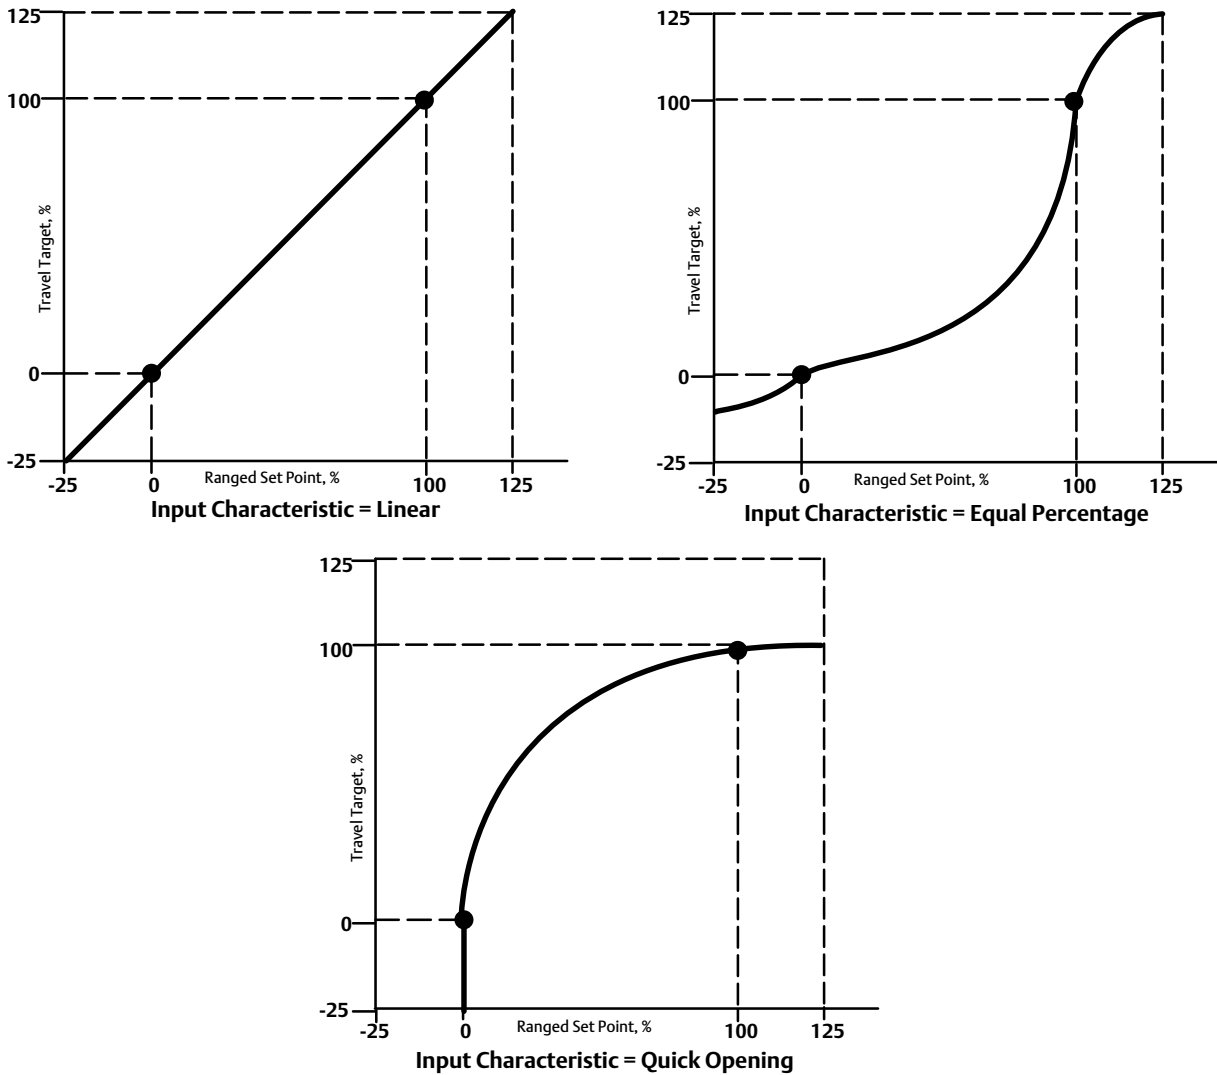 125
100
Travel Target, %
0
-25
-25 0 Ranged Set Point, % 100 125
Input Characteristic = Linear
125
100
Travel Target, %
0
-25
-25 0 Ranged Set Point, % 100 125
Input Characteristic = Equal Percentage
125
100
Travel Target, %
0
-25
-25 0 Ranged Set Point, % 100 125
Input Characteristic = Quick Opening